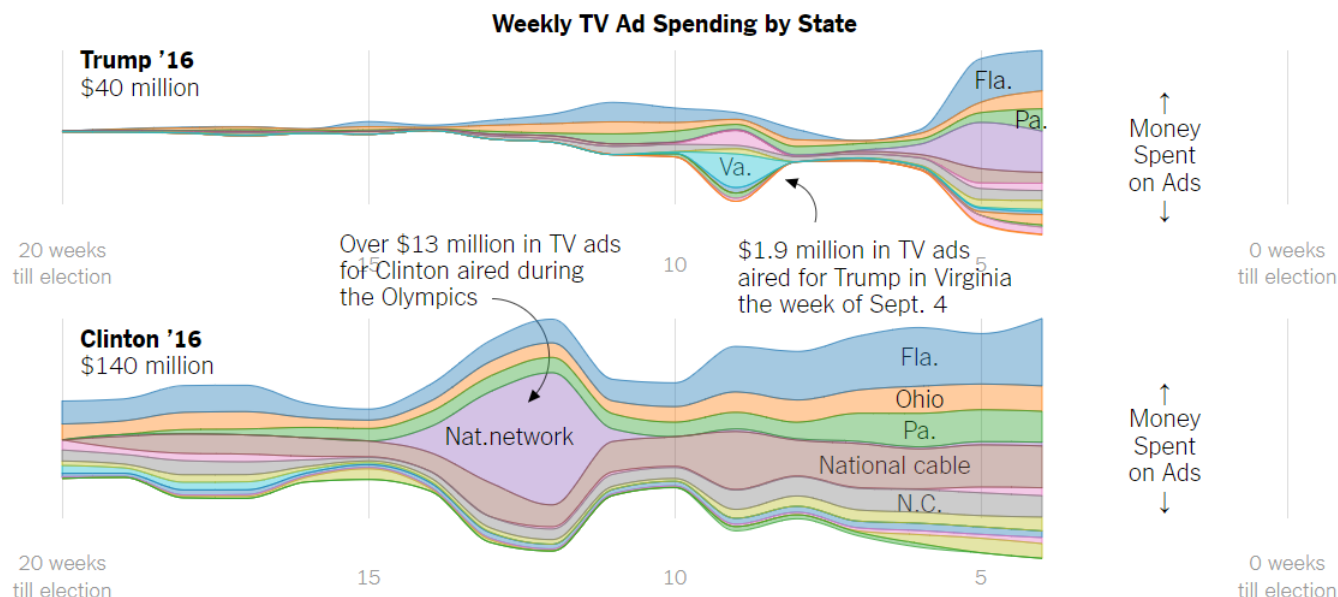 Weekly TV Ad Spending by State
Trump ’16
$40 million
Fla.
Pa.
Va.
↑
Money
Spent
on Ads
↓
20 weeks
till election
15
10
5
0 weeks
till election
Over $13 million in TV ads
for Clinton aired during
the Olympics
$1.9 million in TV ads
aired for Trump in Virginia
the week of Sept. 4
Clinton ’16
$140 million
Fla.
Ohio
Pa.
Nat.network
National cable
N.C.
↑
Money
Spent
on Ads
↓
20 weeks
till election
15
10
5
0 weeks
till election